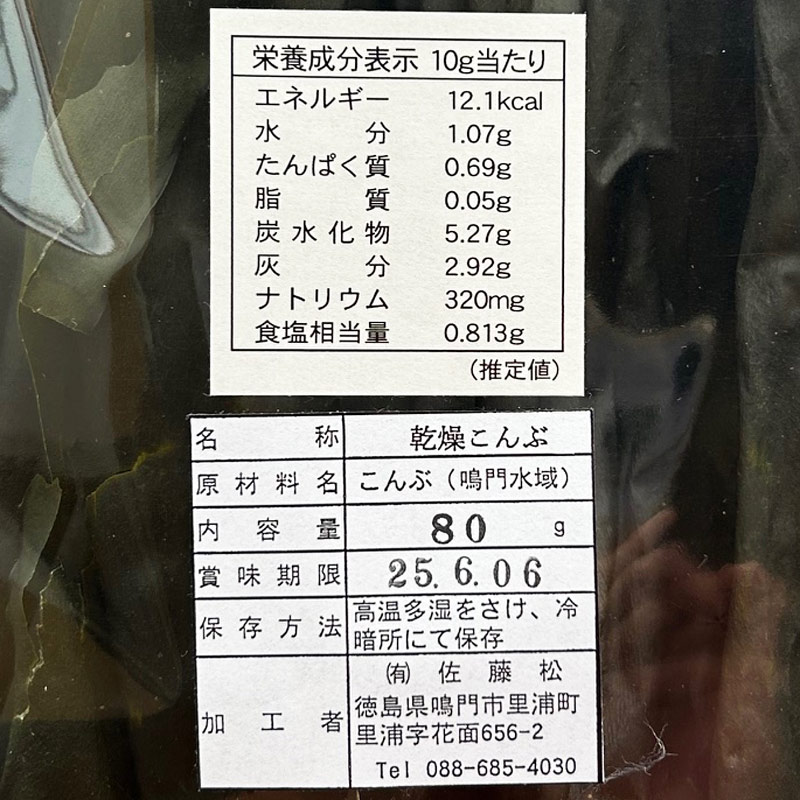 栄養成分表示 10g当たり
エネルギー 12.1kcal
水分 1.07g
たんぱく質 0.69g
脂質 0.05g
炭水化物 5.27g
灰分 2.92g
ナトリウム 320mg
食塩相当量 0.813g
（推定値）
名称 乾燥こんぶ
原材料名 こんぶ（鳴門水域）
内容量 80 g
賞味期限 25.6.06
保存方法 高温多湿をさけ、冷
暗所にて保存
加工者 ㈲ 佐藤松
徳島県鳴門市里浦町
里浦字花面656-2
Tel 088-685-4030